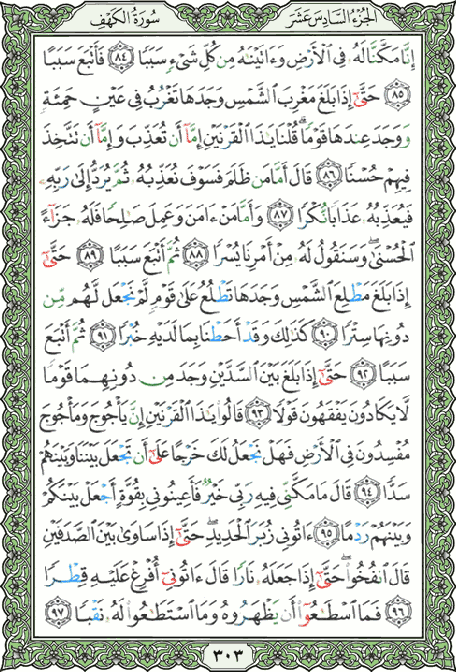 الجزء السادس عشر سورة الكهف
إِنَّا مَكَّنَّا لَهُۥ فِي ٱلْأَرْضِ وَءَاتَيْنَٰهُ مِن كُلِّ شَىْءٍ سَبَبًا ﴿٨٤﴾ فَأَتْبَعَ سَبَبًا
﴿٨٥﴾ حَتَّىٰٓ إِذَا بَلَغَ مَغْرِبَ ٱلشَّمْسِ وَجَدَهَا تَغْرُبُ فِي عَيْنٍ حَمِئَةٍ
وَوَجَدَ عِندَهَا قَوْمًا ۗ قُلْنَا يَٰذَا ٱلْقَرْنَيْنِ إِمَّآ أَن تُعَذِّبَ وَإِمَّآ أَن تَتَّخِذَ
فِيهِمْ حُسْنًا ﴿٨٦﴾ قَالَ أَمَّا مَن ظَلَمَ فَسَوْفَ نُعَذِّبُهُۥ ثُمَّ يُرَدُّ إِلَىٰ رَبِّهِۦ
فَيُعَذِّبُهُۥ عَذَابًا نُّكْرًا ﴿٨٧﴾ وَأَمَّا مَنْ ءَامَنَ وَعَمِلَ صَٰلِحًا فَلَهُۥ جَزَآءً
ٱلْحُسْنَىٰ ۖ وَسَنَقُولُ لَهُۥ مِنْ أَمْرِنَا يُسْرًا ﴿٨٨﴾ ثُمَّ أَتْبَعَ سَبَبًا ﴿٨٩﴾ حَتَّىٰٓ
إِذَا بَلَغَ مَطْلِعَ ٱلشَّمْسِ وَجَدَهَا تَطْلُعُ عَلَىٰ قَوْمٍ لَّمْ نَجْعَل لَّهُم مِّن
دُونِهَا سِتْرًا ﴿٩٠﴾ كَذَٰلِكَ وَقَدْ أَحَطْنَا بِمَا لَدَيْهِ خُبْرًا ﴿٩١﴾ ثُمَّ أَتْبَعَ
سَبَبًا ﴿٩٢﴾ حَتَّىٰٓ إِذَا بَلَغَ بَيْنَ ٱلسَّدَّيْنِ وَجَدَ مِن دُونِهِمَا قَوْمًا
لَّا يَكَادُونَ يَفْقَهُونَ قَوْلًا ﴿٩٣﴾ قَالُوا۟ يَٰذَا ٱلْقَرْنَيْنِ إِنَّ يَأْجُوجَ وَمَأْجُوجَ
مُفْسِدُونَ فِي ٱلْأَرْضِ فَهَلْ نَجْعَلُ لَكَ خَرْجًا عَلَىٰٓ أَن تَجْعَلَ بَيْنَنَا وَبَيْنَهُمْ
سَدًّا ﴿٩٤﴾ قَالَ مَا مَكَّنِّى فِيهِ رَبِّى خَيْرٌ فَأَعِينُونِى بِقُوَّةٍ أَجْعَلْ بَيْنَكُمْ
وَبَيْنَهُمْ رَدْمًا ﴿٩٥﴾ ءَاتُونِى زُبَرَ ٱلْحَدِيدِ ۖ حَتَّىٰٓ إِذَا سَاوَىٰ بَيْنَ ٱلصَّدَفَيْنِ
قَالَ ٱنفُخُوا۟ ۖ حَتَّىٰٓ إِذَا جَعَلَهُۥ نَارًا قَالَ ءَاتُونِىٓ أُفْرِغْ عَلَيْهِ قِطْرًا
﴿٩٦﴾ فَمَا ٱسْطَٰعُوٓا۟ أَن يَظْهَرُوهُ وَمَا ٱسْتَطَٰعُوا۟ لَهُۥ نَقْبًا ﴿٩٧﴾
٣٠٣